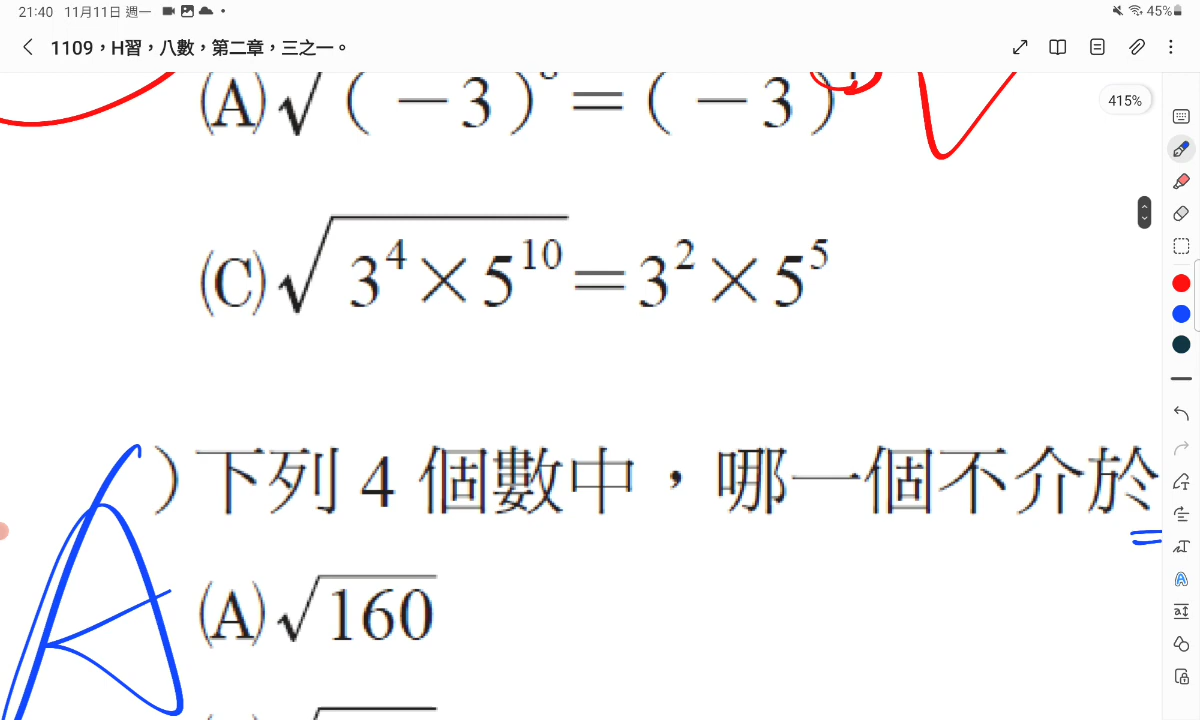 21:40 11月11日 週一 45%
1109，H習，八數，第二章，三之一。
415%
(A)√(－3) =(－3)
(C)√3⁴×5¹⁰=3²×5⁵
A )下列 4 個數中，哪一個不介於
(A)√160